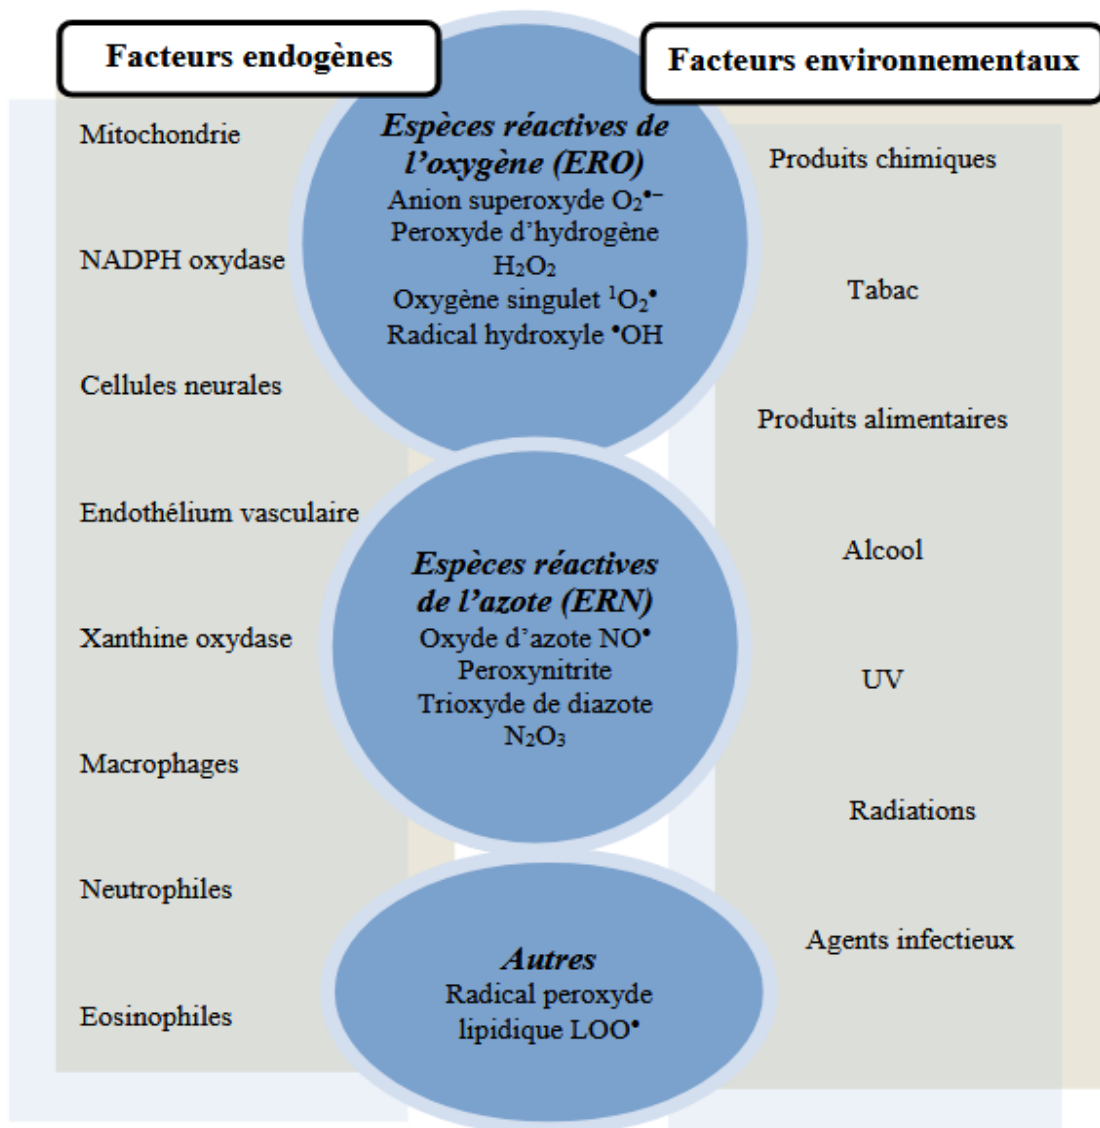 Facteurs endogènes
Mitochondrie
NADPH oxydase
Cellules neurales
Endothélium vasculaire
Xanthine oxydase
Macrophages
Neutrophiles
Eosinophiles
Espèces réactives de
l’oxygène (ERO)
Anion superoxyde O₂•⁻
Peroxyde d’hydrogène
H₂O₂
Oxygène singulet ¹O₂•
Radical hydroxyle •OH
Espèces réactives
de l’azote (ERN)
Oxyde d’azote NO•
Peroxynitrite
Trioxyde de diazote
N₂O₃
Autres
Radical peroxyde
lipidique LOO•
Facteurs environnementaux
Produits chimiques
Tabac
Produits alimentaires
Alcool
UV
Radiations
Agents infectieux